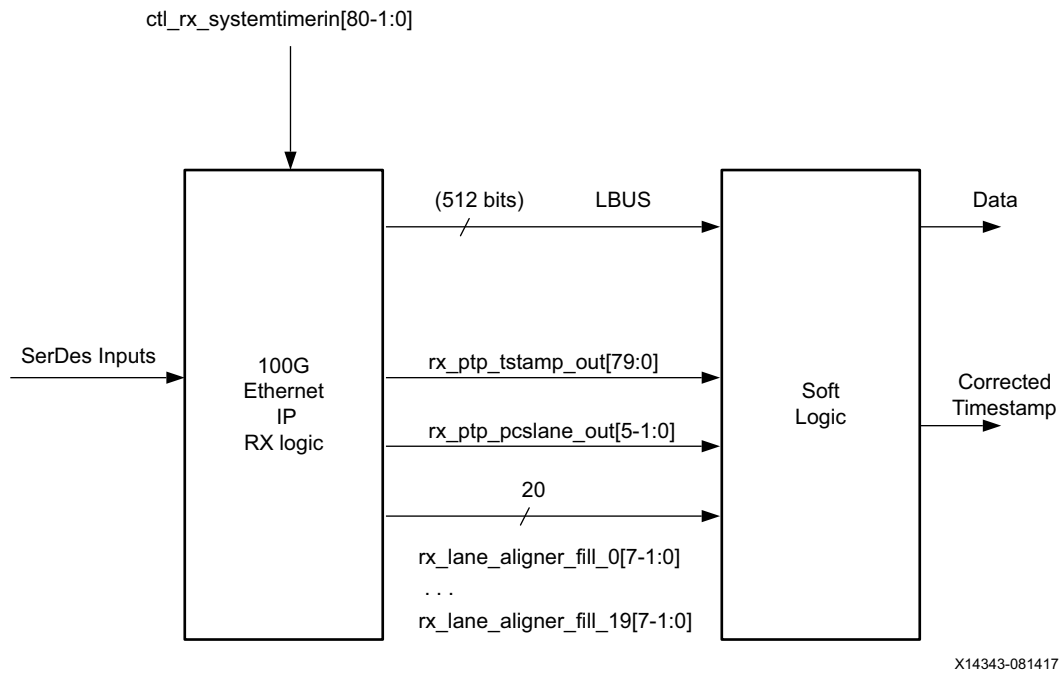 ctl_rx_systemtimerin[80-1:0]
(512 bits) LBUS
Data
SerDes Inputs
100G
Ethernet
IP
RX logic
rx_ptp_tstamp_out[79:0]
rx_ptp_pcslane_out[5-1:0]
20
rx_lane_aligner_fill_0[7-1:0]
. . .
rx_lane_aligner_fill_19[7-1:0]
Soft
Logic
Corrected
Timestamp
X14343-081417